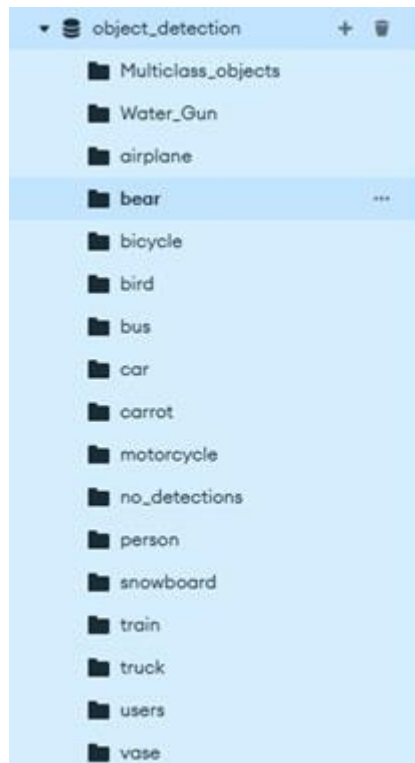 object_detection
Multiclass_objects
Water_Gun
airplane
bear
bicycle
bird
bus
car
carrot
motorcycle
no_detections
person
snowboard
train
truck
users
vase